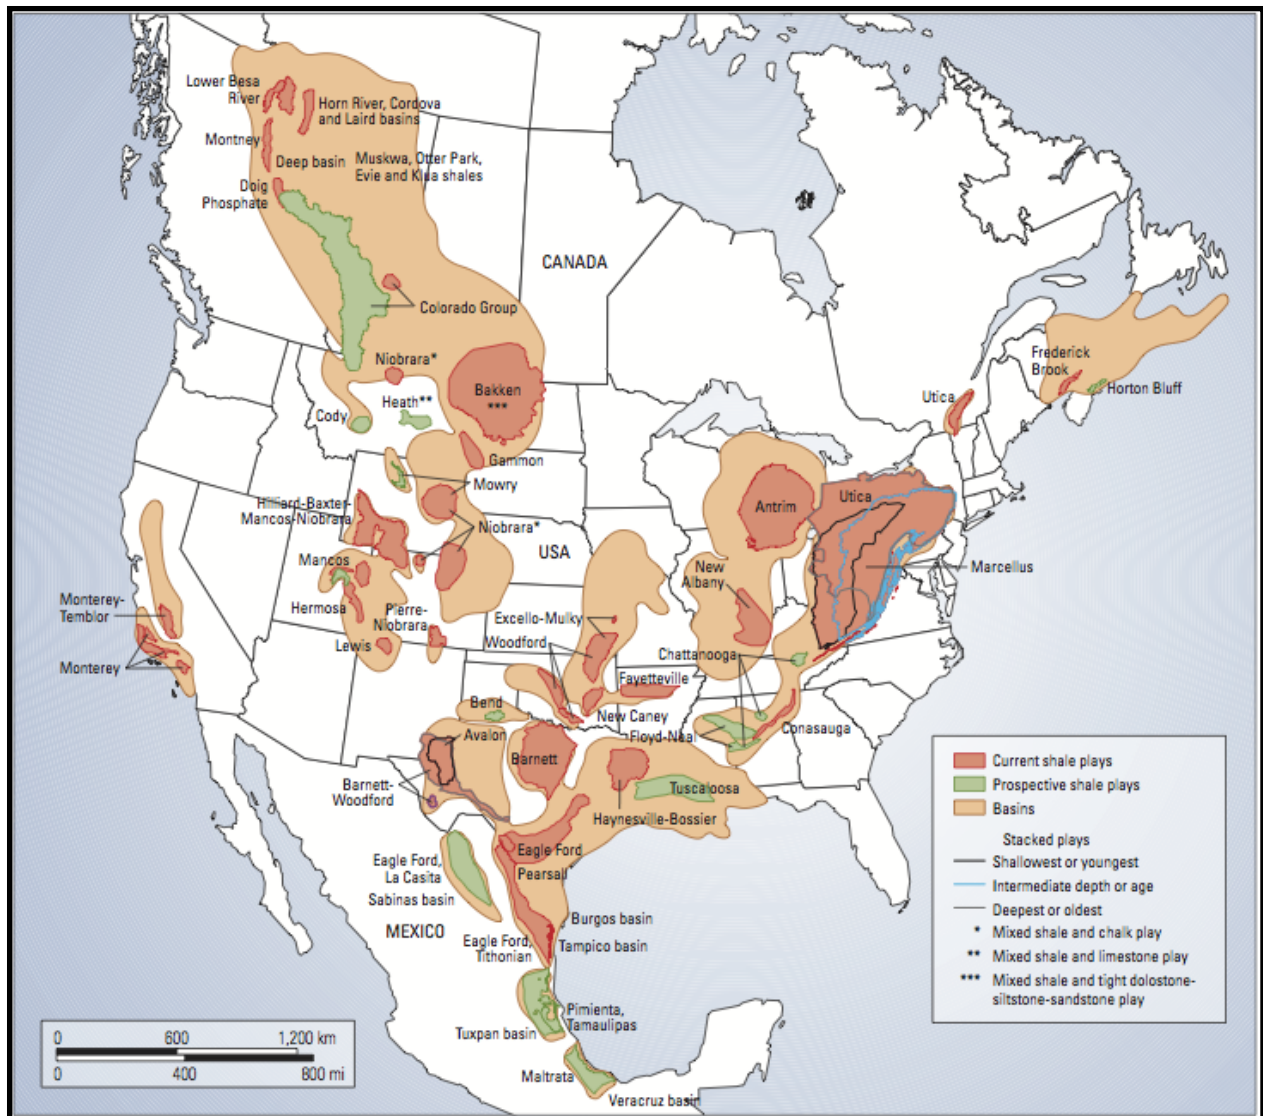 Lower Besa
River
Horn River, Cordova
and Laird basins
Montney
Deep basin
Muskwa, Otter Park,
Evie and Klua shales
Doig
Phosphate
CANADA
Colorado Group
Niobrara*
Bakken
***
Heath**
Cody
Gammon
Mowry
Frederick
Brook
Horton Bluff
Utica
Utica
Antrim
Hilliard-Baxter-
Mancos-Niobrara
Niobrara*
USA
Mancos
New
Albany
Marcellus
Monterey-
Temblor
Hermosa
Pierre-
Niobrara
Excello-Mulky
Woodford
Lewis
Chattanooga
Monterey
Fayetteville
Bend
New Caney
Floyd-Neal
Conasauga
Avalon
Barnett
Barnett-
Woodford
Tuscaloosa
Haynesville-Bossier
Eagle Ford
Pearsall
Eagle Ford,
La Casita
Sabinas basin
MEXICO
Burgos basin
Eagle Ford,
Tithonian
Tampico basin
Pimienta,
Tamaulipas
Tuxpan basin
Maltrata
Veracruz basin
Current shale plays
Prospective shale plays
Basins
Stacked plays
Shallowest or youngest
Intermediate depth or age
Deepest or oldest
* Mixed shale and chalk play
** Mixed shale and limestone play
*** Mixed shale and tight dolostone-
siltstone-sandstone play
0 600 1,200 km
0 400 800 mi